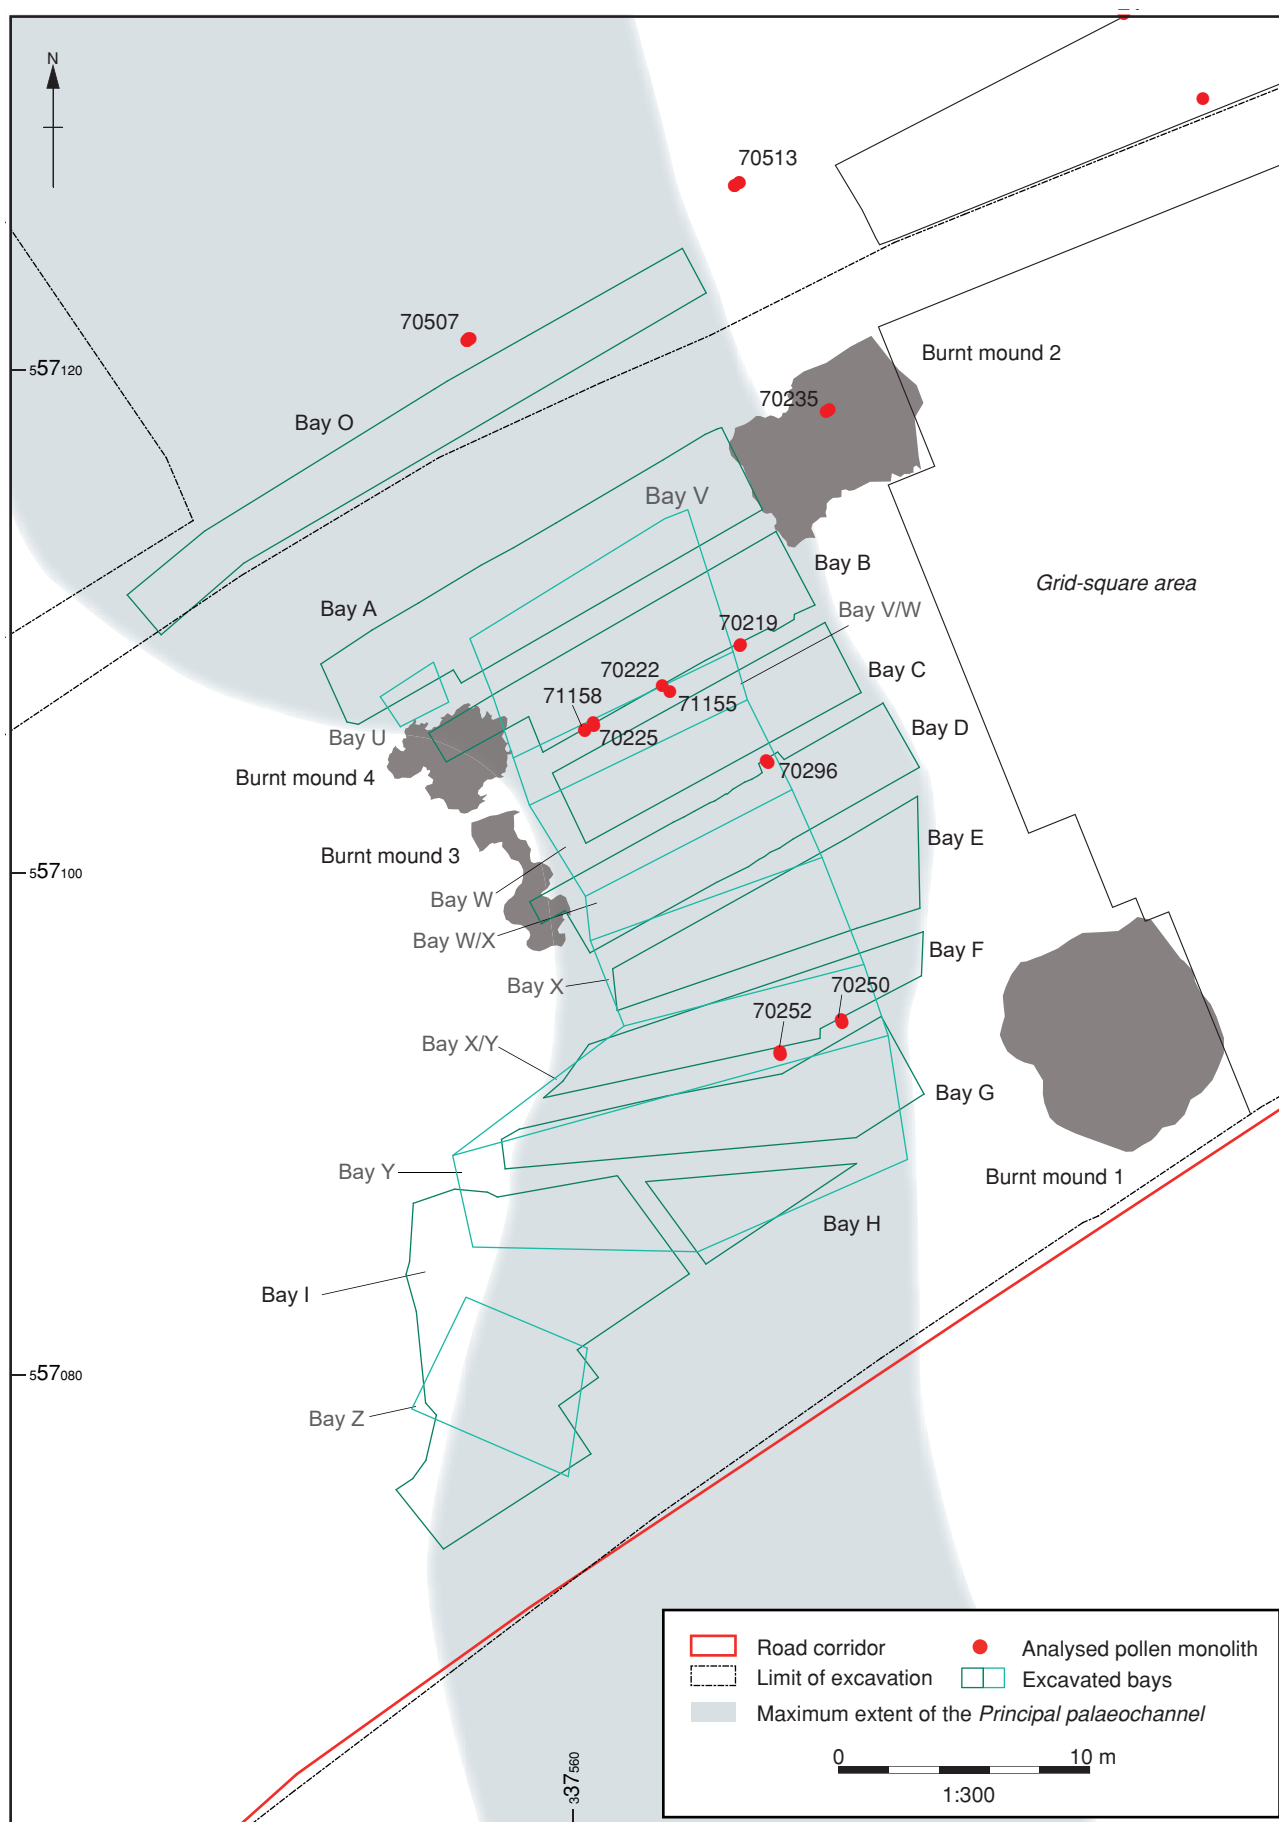 N
70513
70507
Burnt mound 2
557120
70235
Bay O
Bay V
Bay B
Grid-square area
Bay A
Bay V/W
70219
70222
Bay C
71158
71155
Bay D
70225
Bay U
70296
Burnt mound 4
Bay E
Burnt mound 3
557100
Bay W
Bay W/X
Bay F
Bay X
70250
70252
Bay X/Y
Bay G
Bay Y
Burnt mound 1
Bay H
Bay I
557080
Bay Z
Road corridor
Analysed pollen monolith
Limit of excavation
Excavated bays
Maximum extent of the Principal palaeochannel
337560
0 10 m
1:300